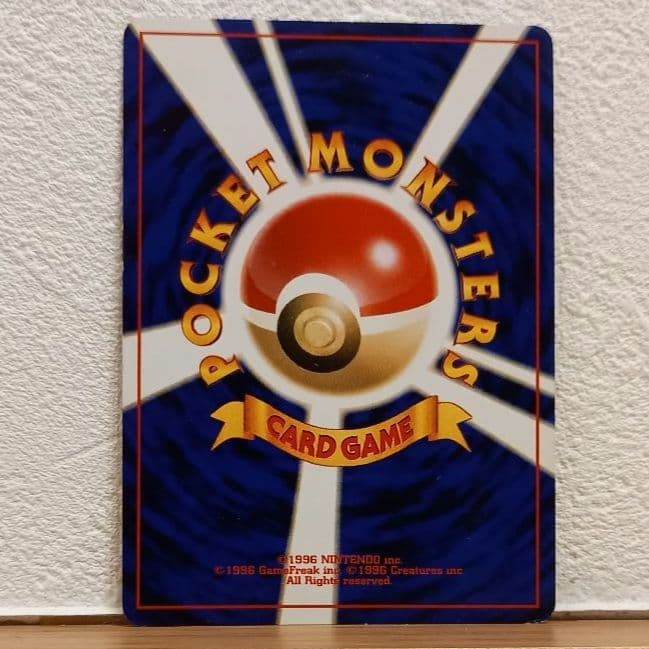 POCKET MONSTERS
CARD GAME
©1996 NINTENDO inc.
©1996 GameFreak inc. ©1996 Creatures inc
All Rights reserved.